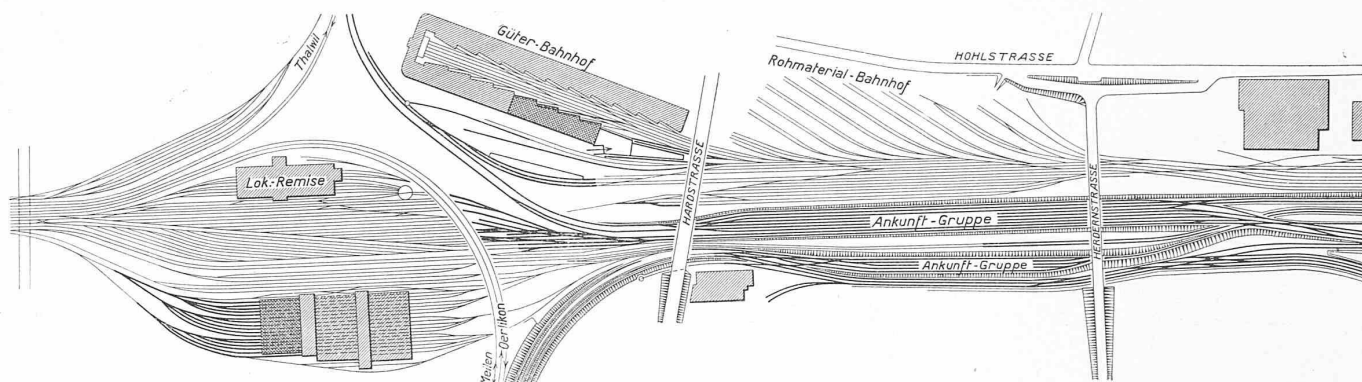 Thalwil
Güter-Bahnhof
HOHLSTRASSE
Rohmaterial-Bahnhof
Lok.-Remise
HARDSTRASSE
HERDERNSTRASSE
Ankunft-Gruppe
Ankunft-Gruppe
Meilen
Oerlikon